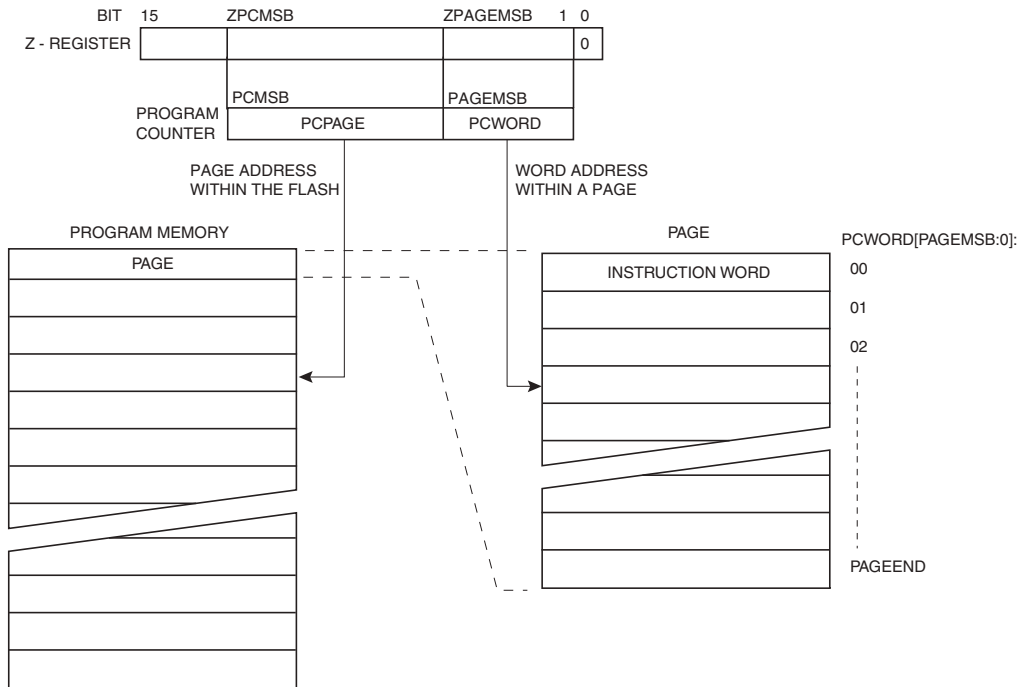 BIT 15 ZPCMSB ZPAGEMSB 1 0
Z - REGISTER 0
PCMSB PAGEMSB
PROGRAM
COUNTER
PCPAGE PCWORD
PAGE ADDRESS
WITHIN THE FLASH
WORD ADDRESS
WITHIN A PAGE
PROGRAM MEMORY
PAGE
PAGE
PCWORD[PAGEMSB:0]:
INSTRUCTION WORD
00
01
02
PAGEEND